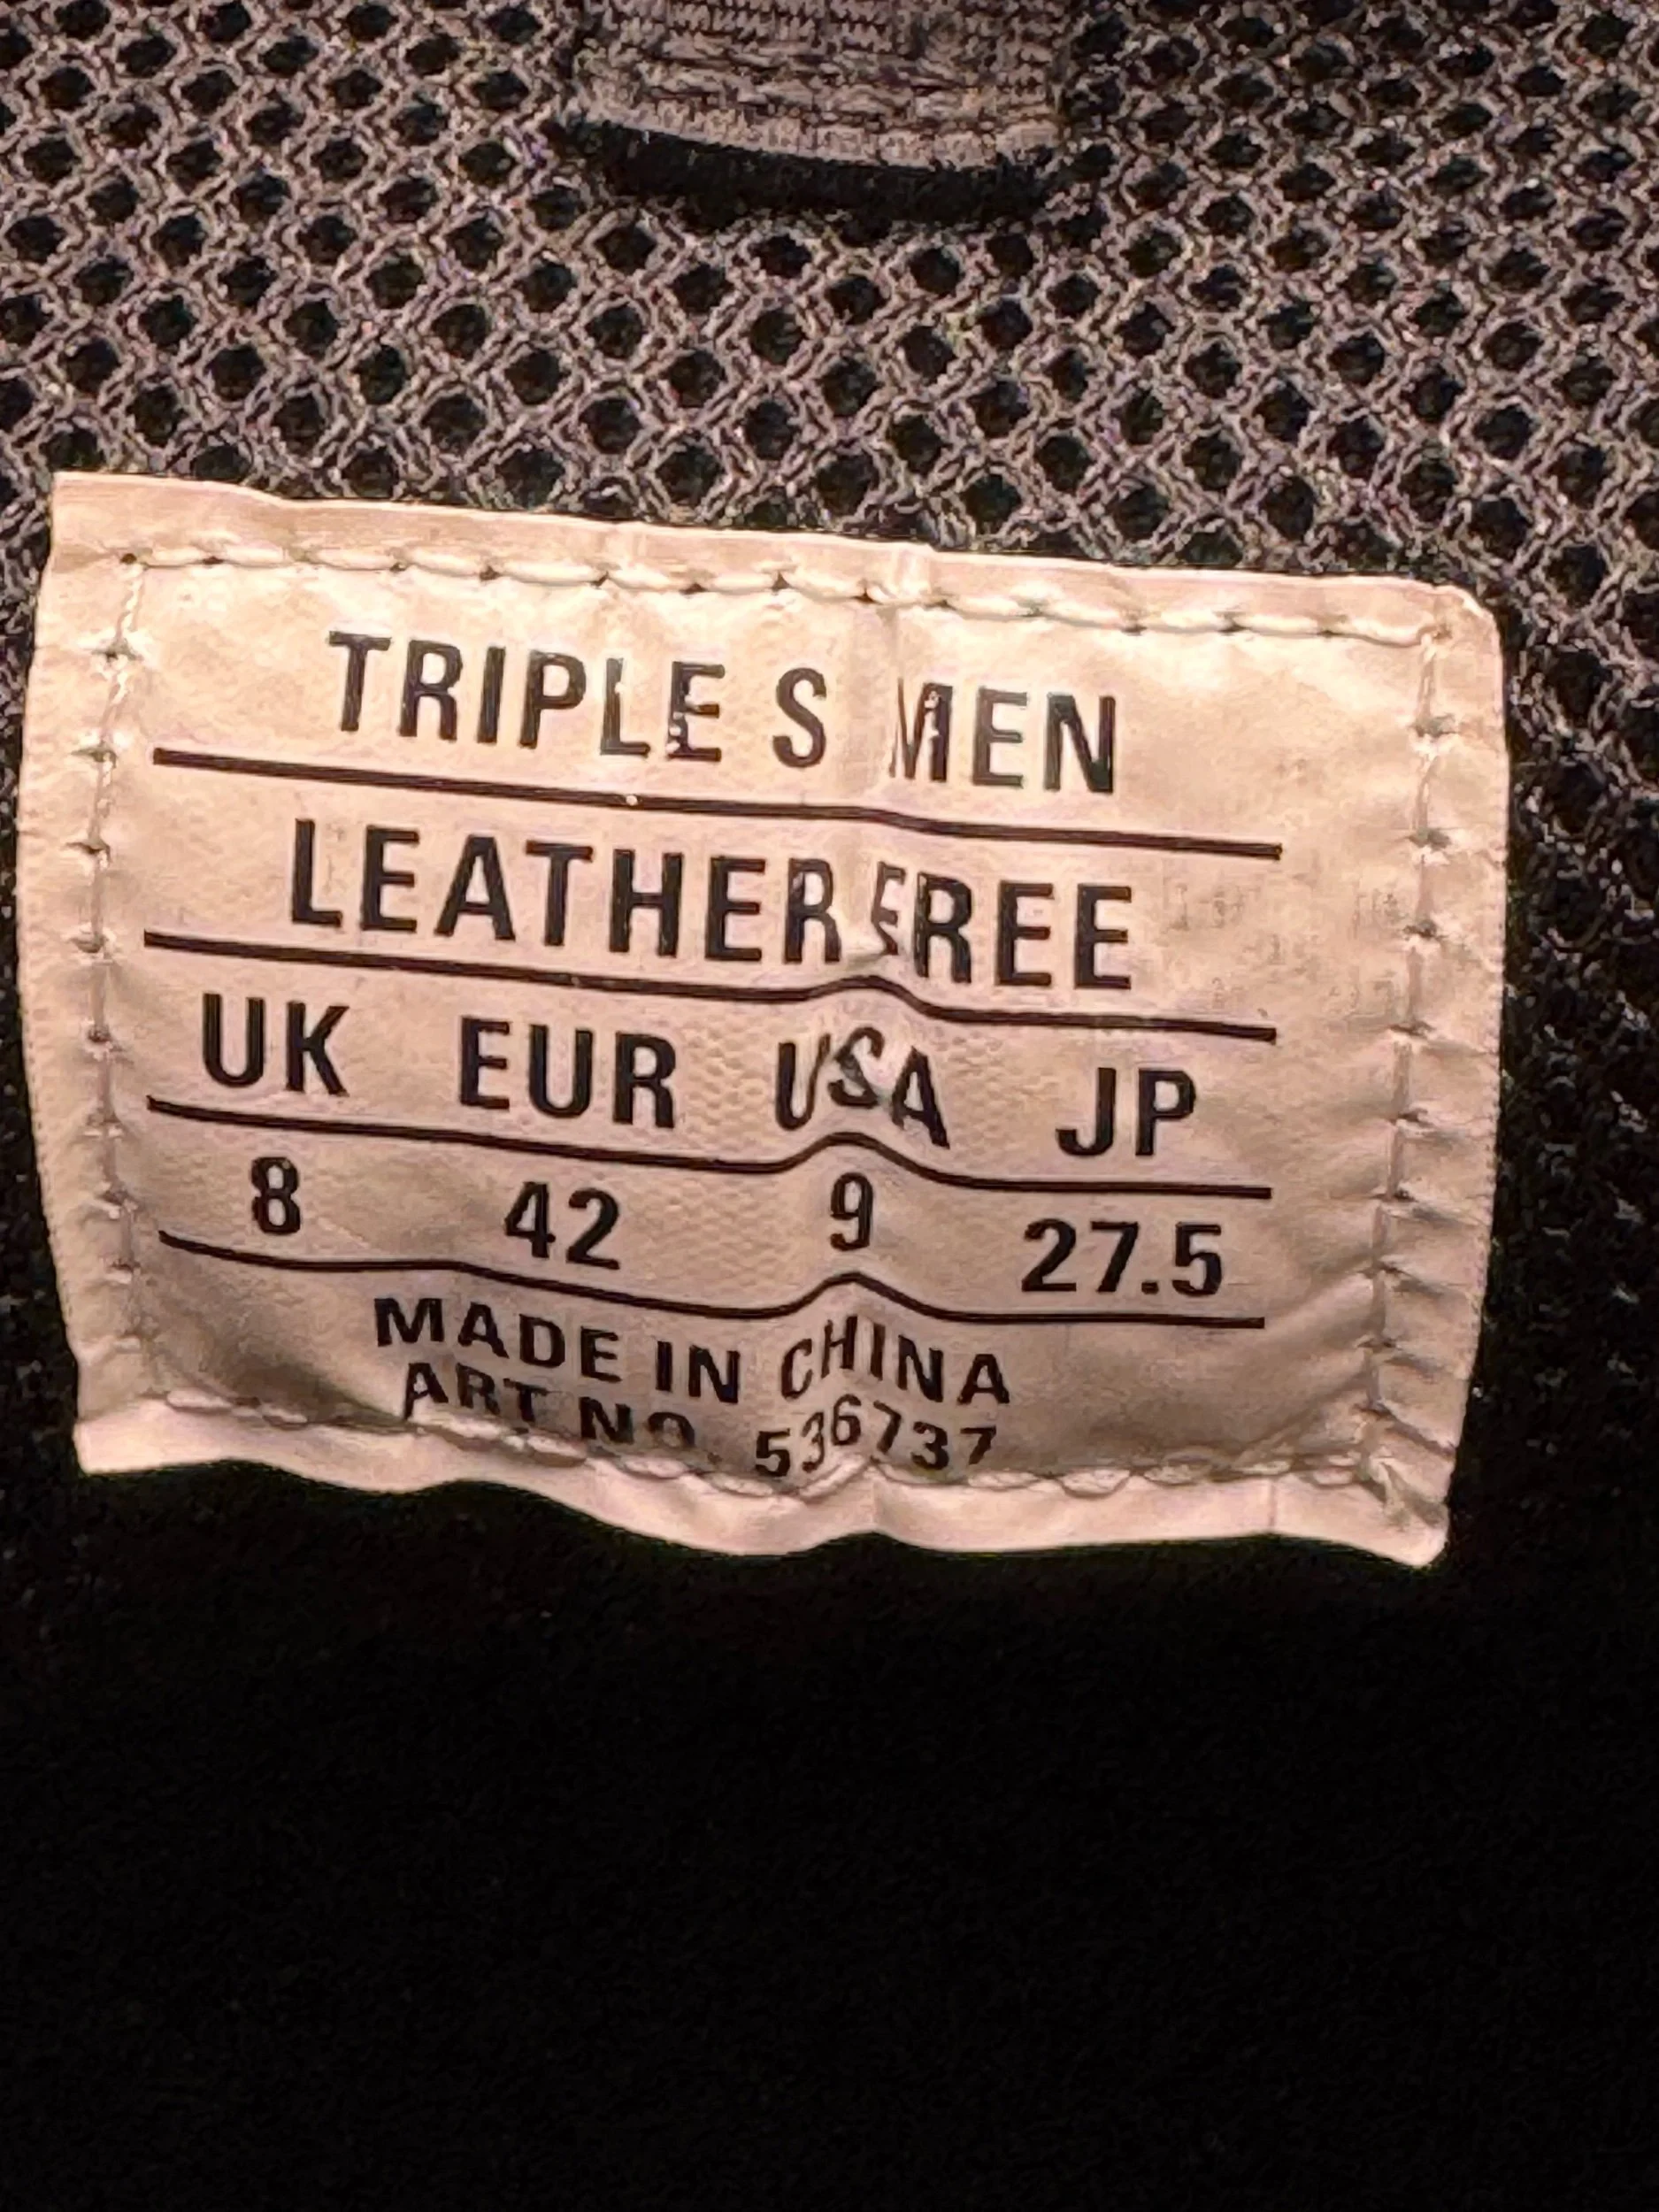 TRIPLE S MEN
LEATHER FREE
UK EUR USA JP
8 42 9 27.5
MADE IN CHINA
ART NO. 536737